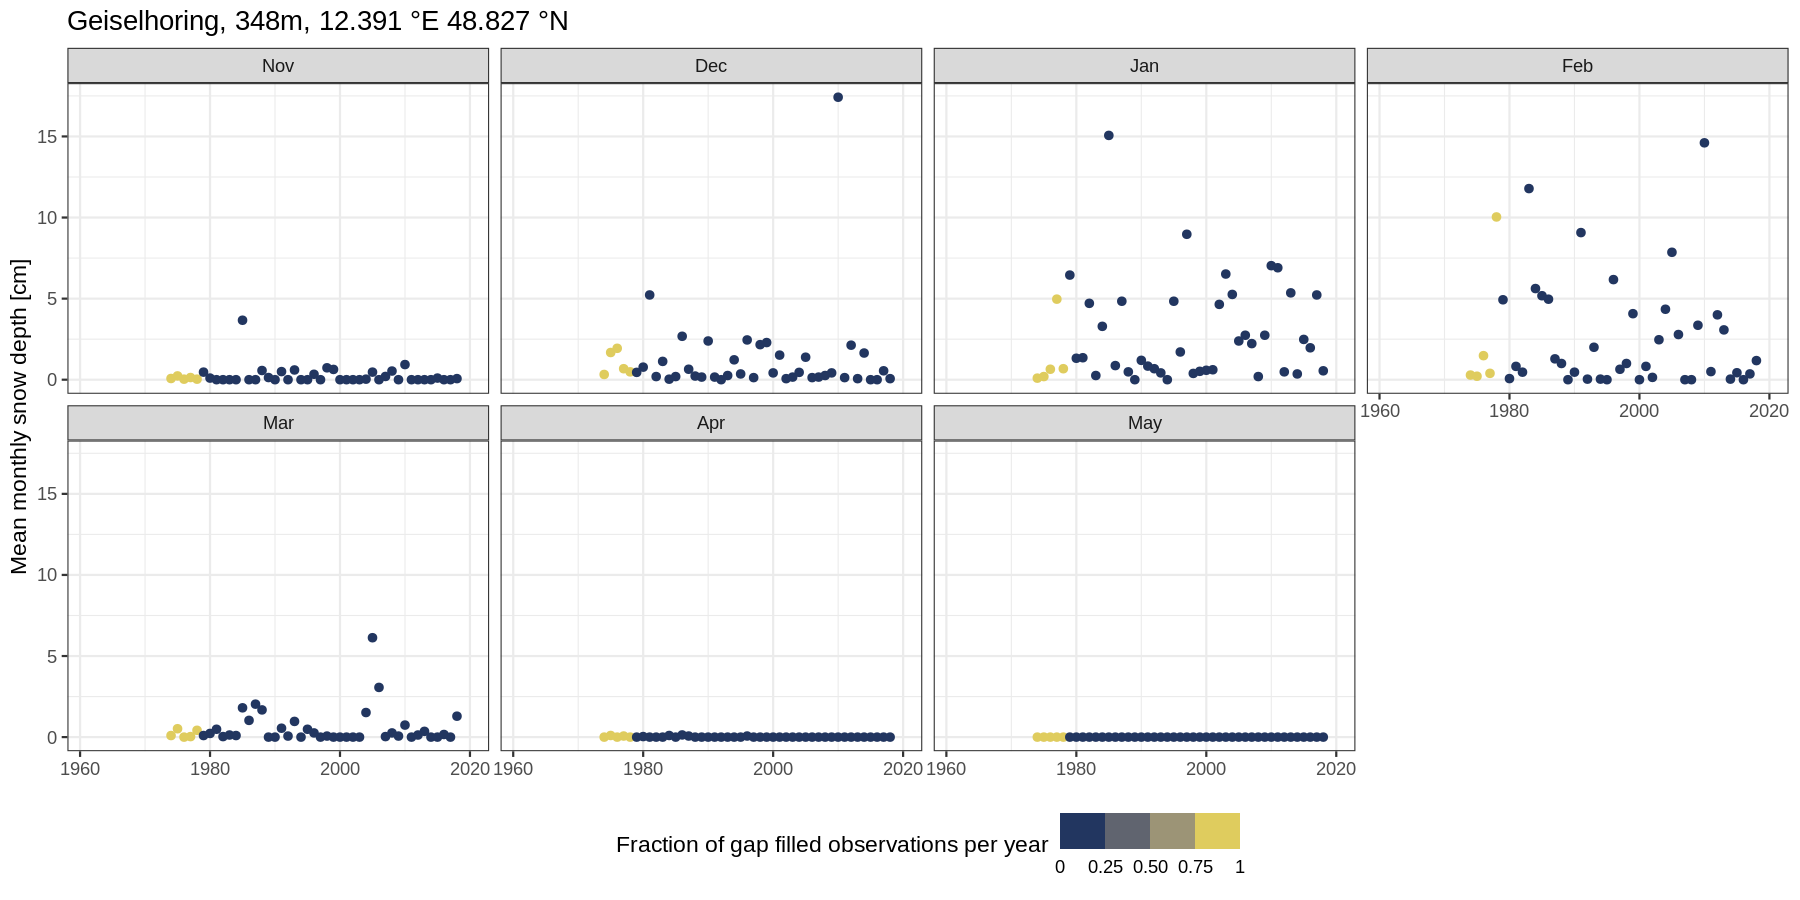 Geiselhoring, 348m, 12.391 °E 48.827 °N
Nov
Dec
Jan
Feb
Mean monthly snow depth [cm]
15
10
5
0
1960 1980 2000 2020
Mar
Apr
May
15
10
5
0
1960 1980 2000 2020
1960 1980 2000 2020
1960 1980 2000 2020
Fraction of gap filled observations per year
0 0.25 0.50 0.75 1